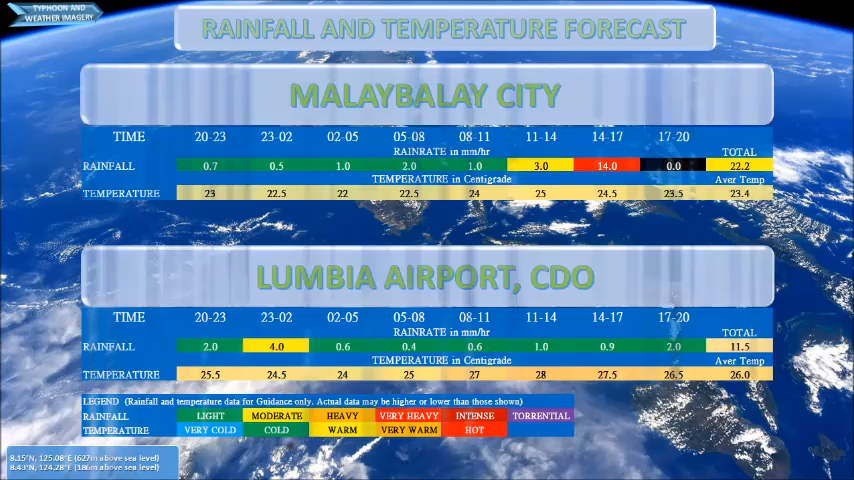 TYPHOON AND
WEATHER IMAGERY
RAINFALL AND TEMPERATURE FORECAST
MALAYBALAY CITY
TIME 20-23 23-02 02-05 05-08 08-11 11-14 14-17 17-20
RAINRATE in mm/hr TOTAL
RAINFALL 0.7 0.5 1.0 2.0 1.0 3.0 14.0 0.0 22.2
TEMPERATURE in Centigrade Aver Temp
TEMPERATURE 23 22.5 22 22.5 24 25 24.5 23.5 23.4
LUMBIA AIRPORT, CDO
TIME 20-23 23-02 02-05 05-08 08-11 11-14 14-17 17-20
RAINRATE in mm/hr TOTAL
RAINFALL 2.0 4.0 0.6 0.4 0.6 1.0 0.9 2.0 11.5
TEMPERATURE in Centigrade Aver Temp
TEMPERATURE 25.5 24.5 24 25 27 28 27.5 26.5 26.0
LEGEND (Rainfall and temperature data for Guidance only. Actual data may be higher or lower than those shown)
RAINFALL LIGHT MODERATE HEAVY VERY HEAVY INTENSE TORRENTIAL
TEMPERATURE VERY COLD COLD WARM VERY WARM HOT
8.15°N, 125.08°E (627m above sea level)
8.43°N, 124.28°E (186m above sea level)